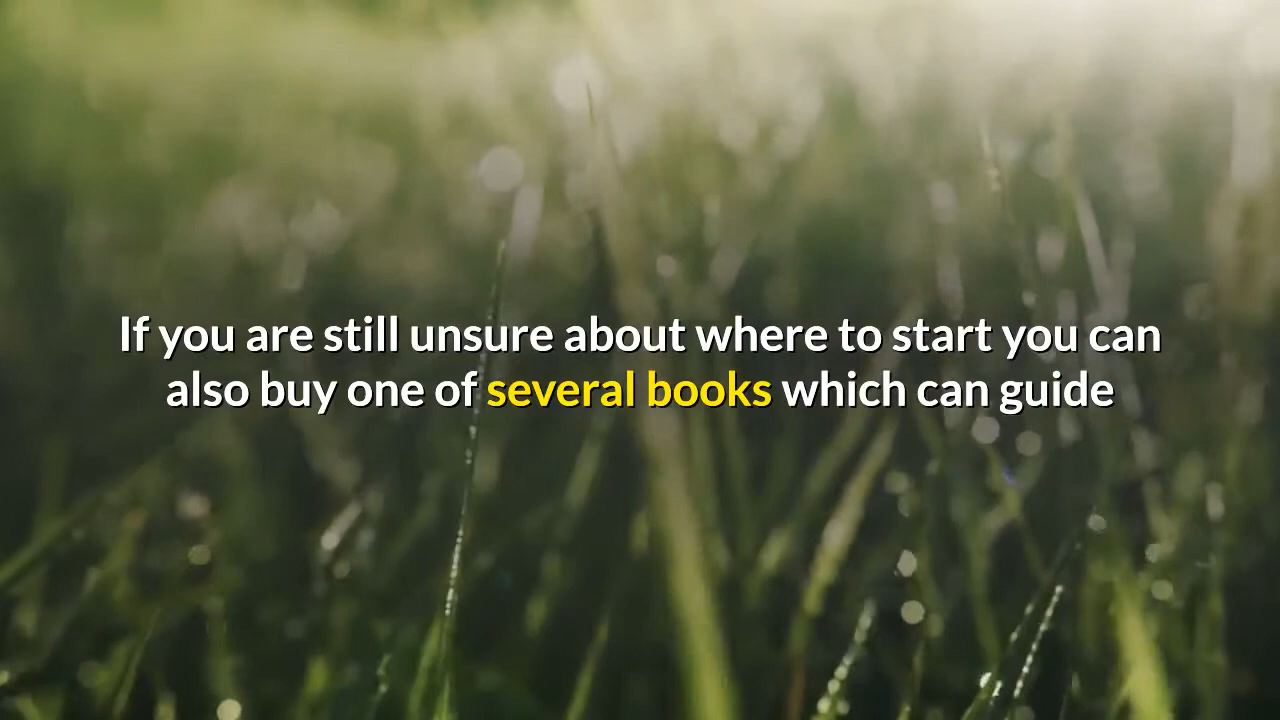 If you are still unsure about where to start you can
also buy one of several books which can guide